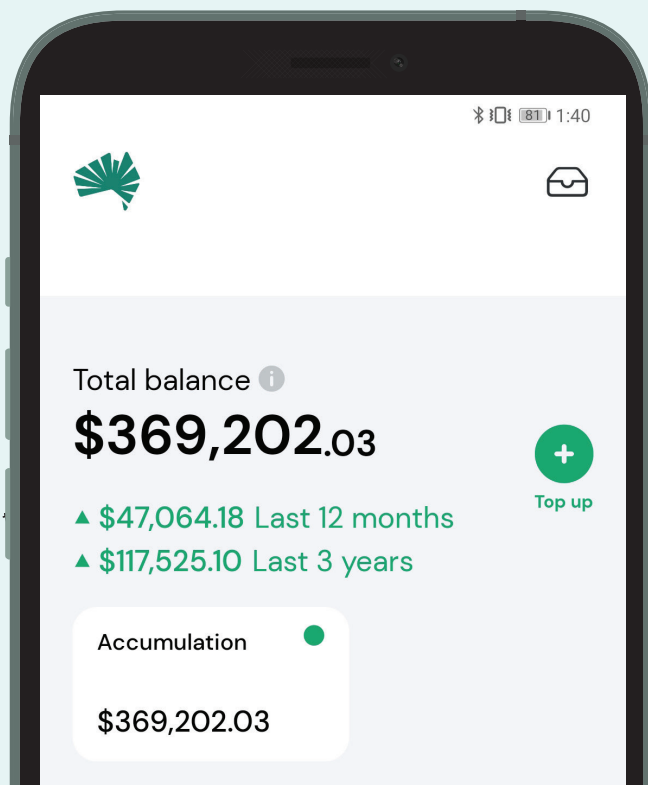 81 1:40
Total balance i
$369,202.03
Top up
$47,064.18 Last 12 months
$117,525.10 Last 3 years
Accumulation
$369,202.03